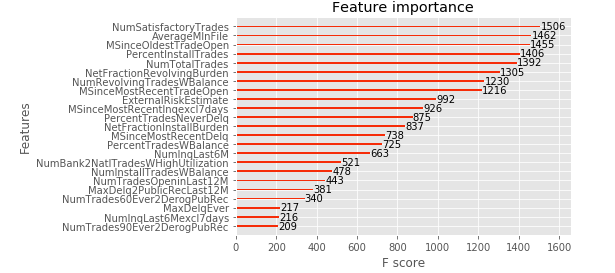 Feature importance
NumSatisfactoryTrades 1506
AverageMInFile 1462
MSinceOldestTradeOpen 1455
PercentInstallTrades 1406
NumTotalTrades 1392
NetFractionRevolvingBurden 1305
NumRevolvingTradesWBalance 1230
MSinceMostRecentTradeOpen 1216
ExternalRiskEstimate 992
MSinceMostRecentInqexcl7days 926
PercentTradesNeverDelq 875
NetFractionInstallBurden 837
MSinceMostRecentDelq 738
PercentTradesWBalance 725
NumInqLast6M 663
NumBank2NatlTradesWHighUtilization 521
NumInstallTradesWBalance 478
NumTradesOpeninLast12M 443
MaxDelq2PublicRecLast12M 381
NumTrades60Ever2DerogPubRec 340
MaxDelqEver 217
NumInqLast6Mexcl7days 216
NumTrades90Ever2DerogPubRec 209
0 200 400 600 800 1000 1200 1400 1600
F score
Features